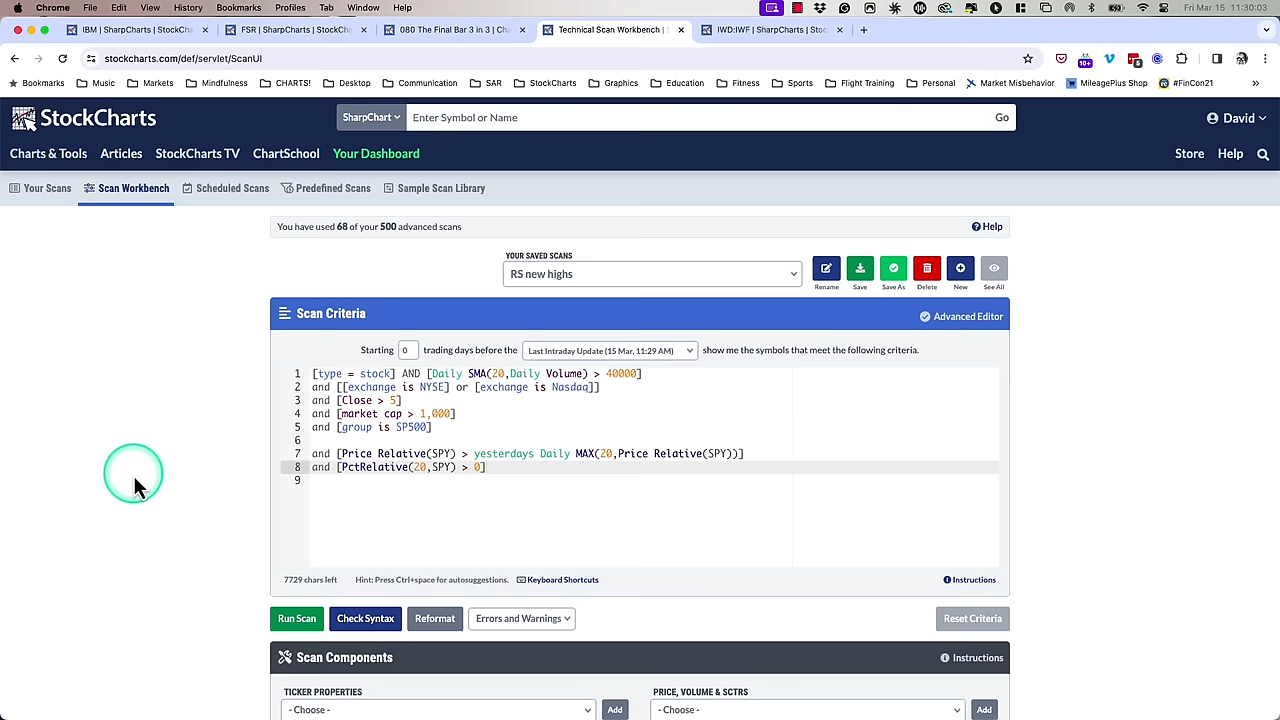 Chrome File Edit View History Bookmarks Profiles Tab Window Help Fri Mar 15 11:30:03
!BM | SharpCharts | StockCha
FSR | SharpCharts | StockCha
080 The Final Bar 3 in 3 | Cha
Technical Scan Workbench |
IWD:IWF | SharpCharts | StockC
stockcharts.com/def/servlet/ScanUI
Bookmarks Music Markets Mindfulness CHARTS! Desktop Communication SAR StockCharts Graphics Education Fitness Sports Flight Training Personal Market Misbehavior MileagePlus Shop #FinCon21
StockCharts
SharpChart Enter Symbol or Name Go
David
Charts & Tools Articles StockCharts TV ChartSchool Your Dashboard Store Help
Your Scans Scan Workbench Scheduled Scans Predefined Scans Sample Scan Library
You have used 68 of your 500 advanced scans Help
YOUR SAVED SCANS
RS new highs
Rename Save Save As Delete New See All
Scan Criteria Advanced Editor
Starting 0 trading days before the Last Intraday Update (15 Mar, 11:29 AM) show me the symbols that meet the following criteria.
1 [type = stock] AND [Daily SMA(20,Daily Volume) > 40000]
2 and [[exchange is NYSE] or [exchange is Nasdaq]]
3 and [Close > 5]
4 and [market cap > 1,000]
5 and [group is SP500]
6
7 and [Price Relative(SPY) > yesterdays Daily MAX(20,Price Relative(SPY))]
8 and [PctRelative(20,SPY) > 0]
9
7729 chars left Hint: Press Ctrl+space for autosuggestions. Keyboard Shortcuts Instructions
Run Scan Check Syntax Reformat Errors and Warnings Reset Criteria
Scan Components Instructions
TICKER PROPERTIES PRICE, VOLUME & SCTRS
- Choose - Add - Choose - Add